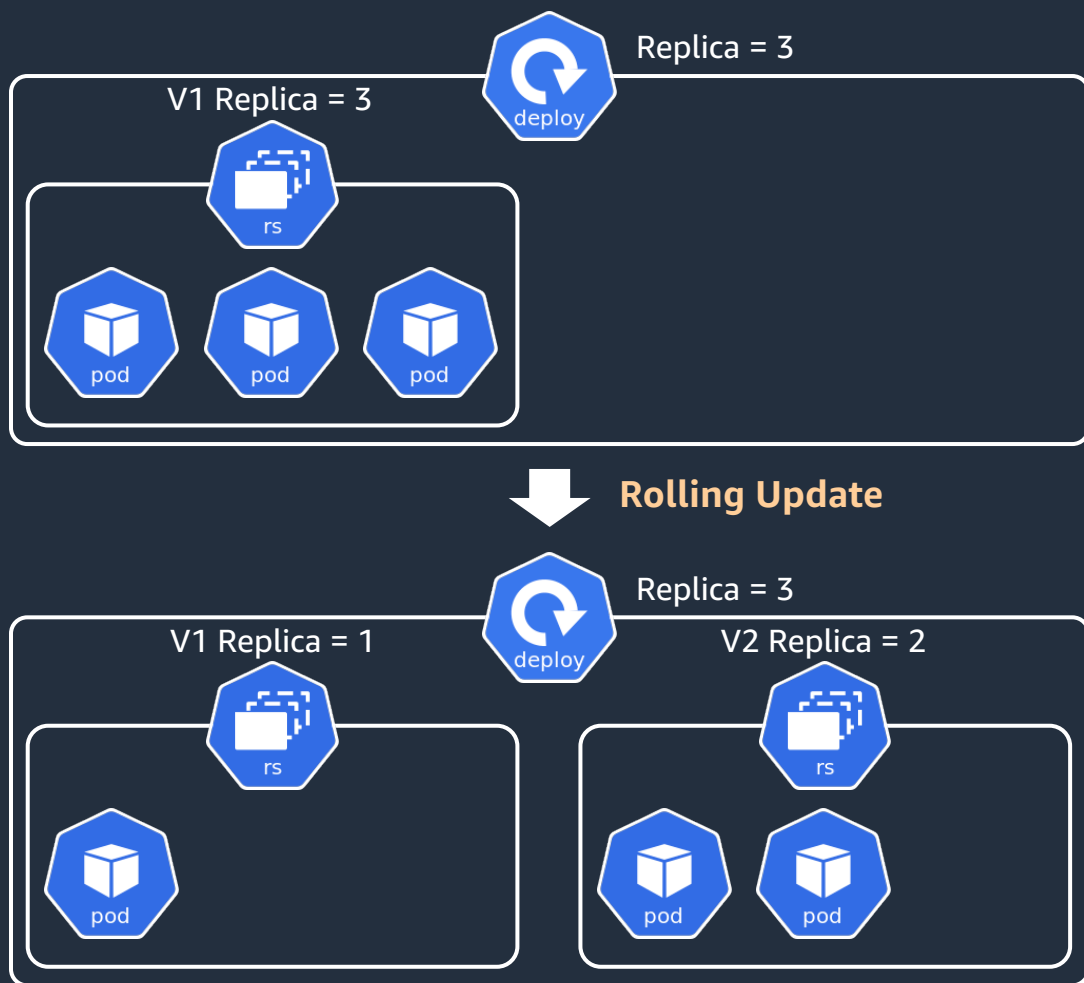 Replica = 3
deploy
V1 Replica = 3
rs
pod
pod
pod
Rolling Update
Replica = 3
deploy
V1 Replica = 1
V2 Replica = 2
rs
rs
pod
pod
pod